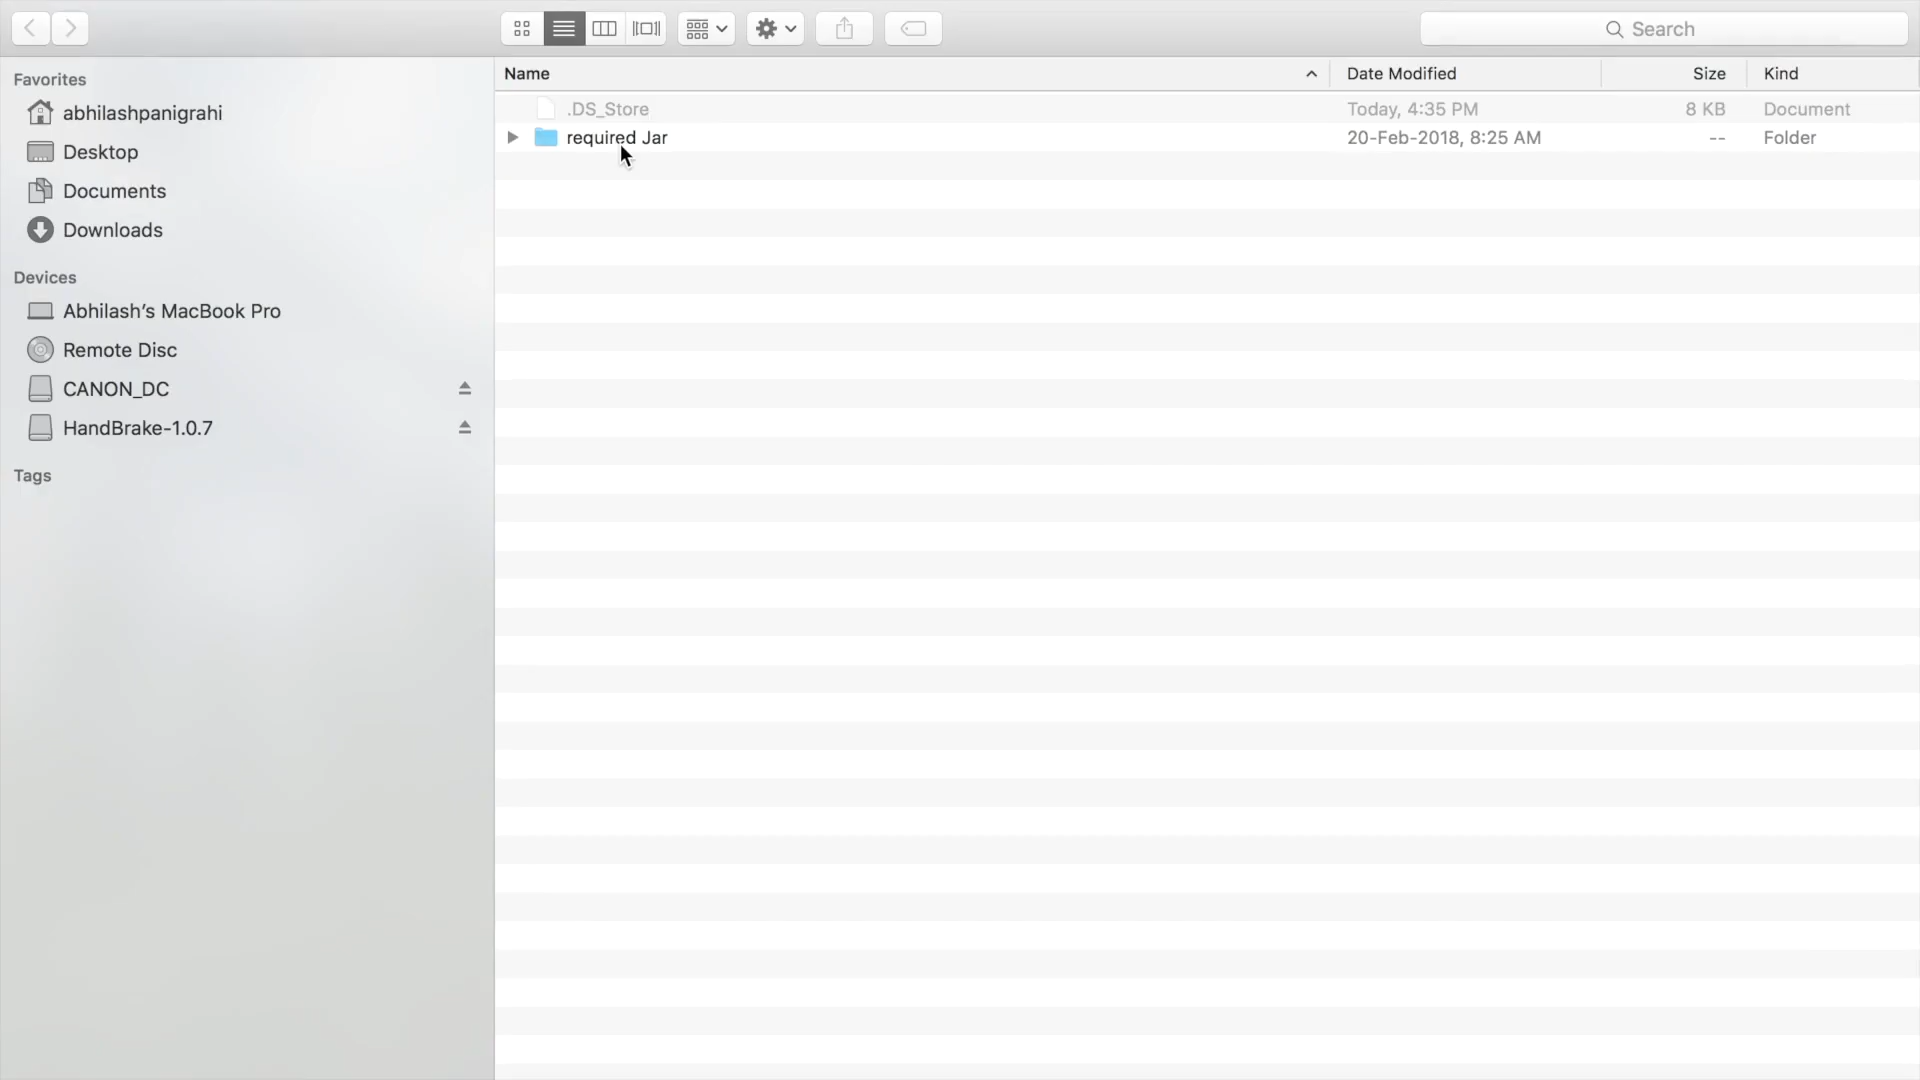 Search
Favorites
abhilashpanigrahi
Desktop
Documents
Downloads
Devices
Abhilash’s MacBook Pro
Remote Disc
CANON_DC
HandBrake-1.0.7
Tags
Name Date Modified Size Kind
.DS_Store Today, 4:35 PM 8 KB Document
required Jar 20-Feb-2018, 8:25 AM -- Folder